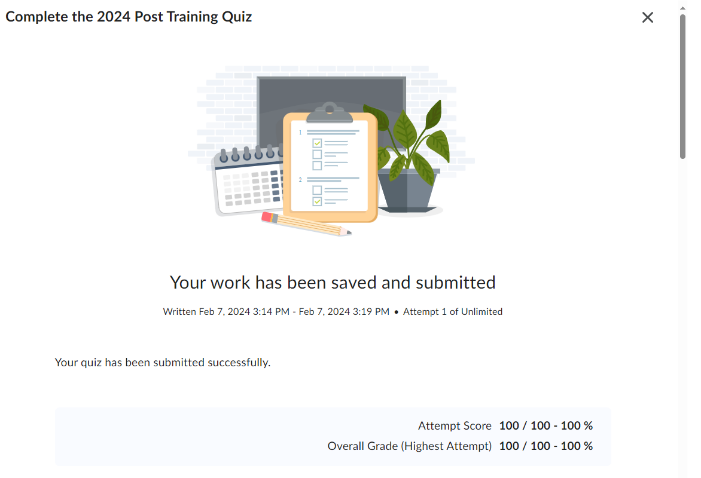 Complete the 2024 Post Training Quiz
1
2
Your work has been saved and submitted
Written Feb 7, 2024 3:14 PM - Feb 7, 2024 3:19 PM • Attempt 1 of Unlimited
Your quiz has been submitted successfully.
Attempt Score 100 / 100 - 100 %
Overall Grade (Highest Attempt) 100 / 100 - 100 %